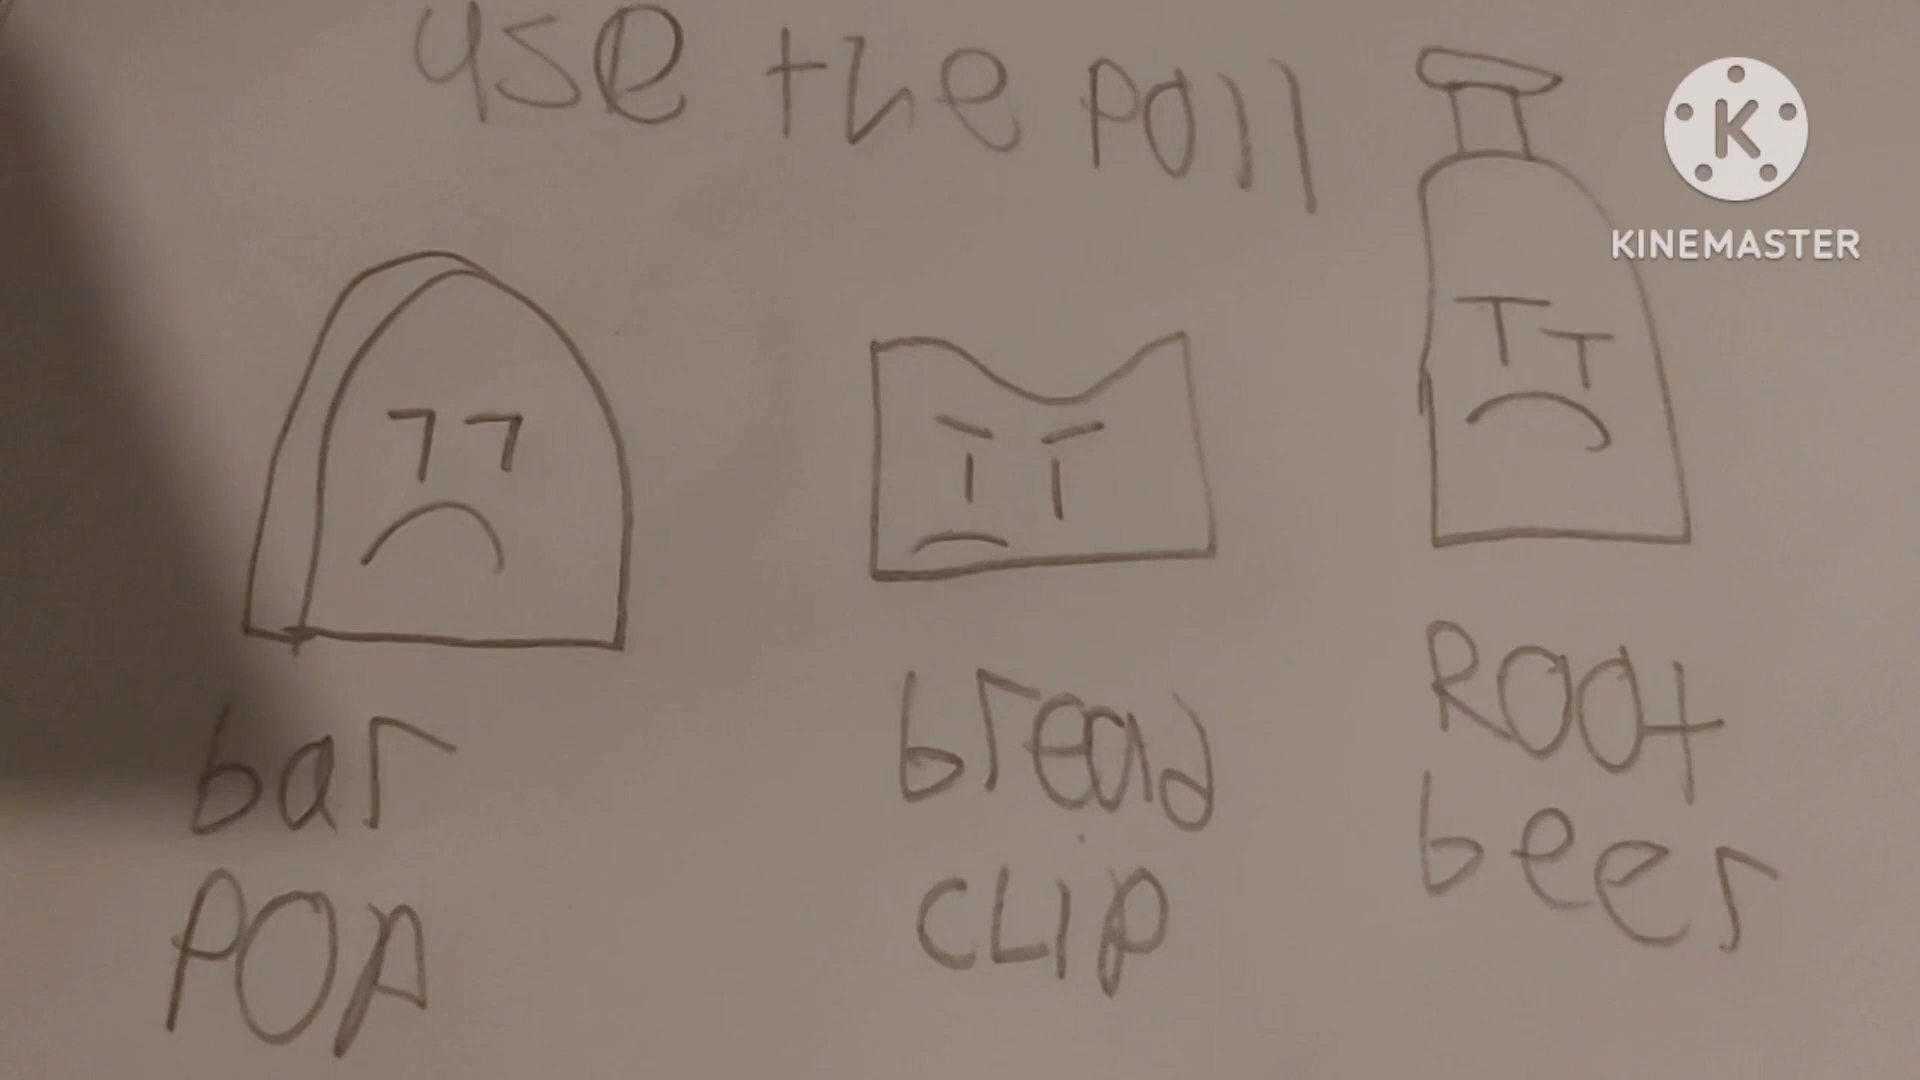 use the poll
K
KINEMASTER
bar
POP
bread
CLIP
ROOt
beer